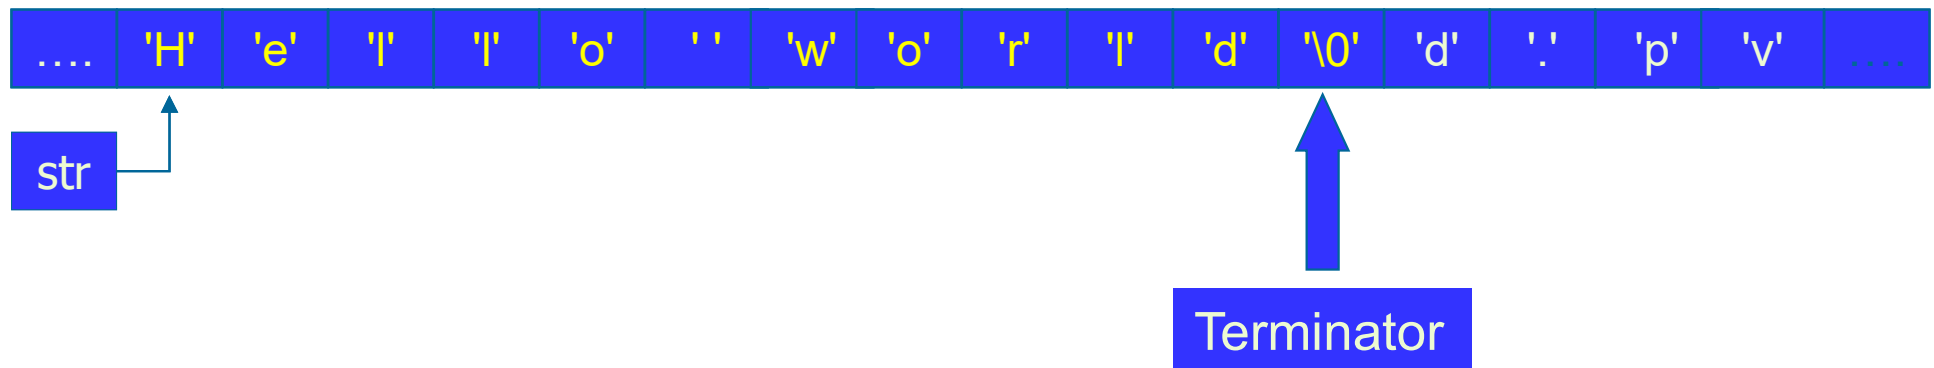 .... 'H' 'e' 'l' 'l' 'o' ' ' 'w' 'o' 'r' 'l' 'd' '\0' 'd' '.' 'p' 'v' ....
str
Terminator